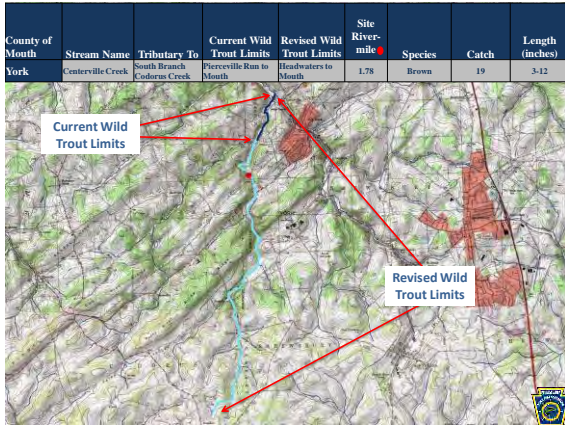 County of Mouth
Stream Name
Tributary To
Current Wild Trout Limits
Revised Wild Trout Limits
Site River-mile
Species
Catch
Length (inches)
York
Centerville Creek
South Branch Codorus Creek
Pierceville Run to Mouth
Headwaters to Mouth
1.78
Brown
19
3-12
Current Wild
Trout Limits
Revised Wild
Trout Limits